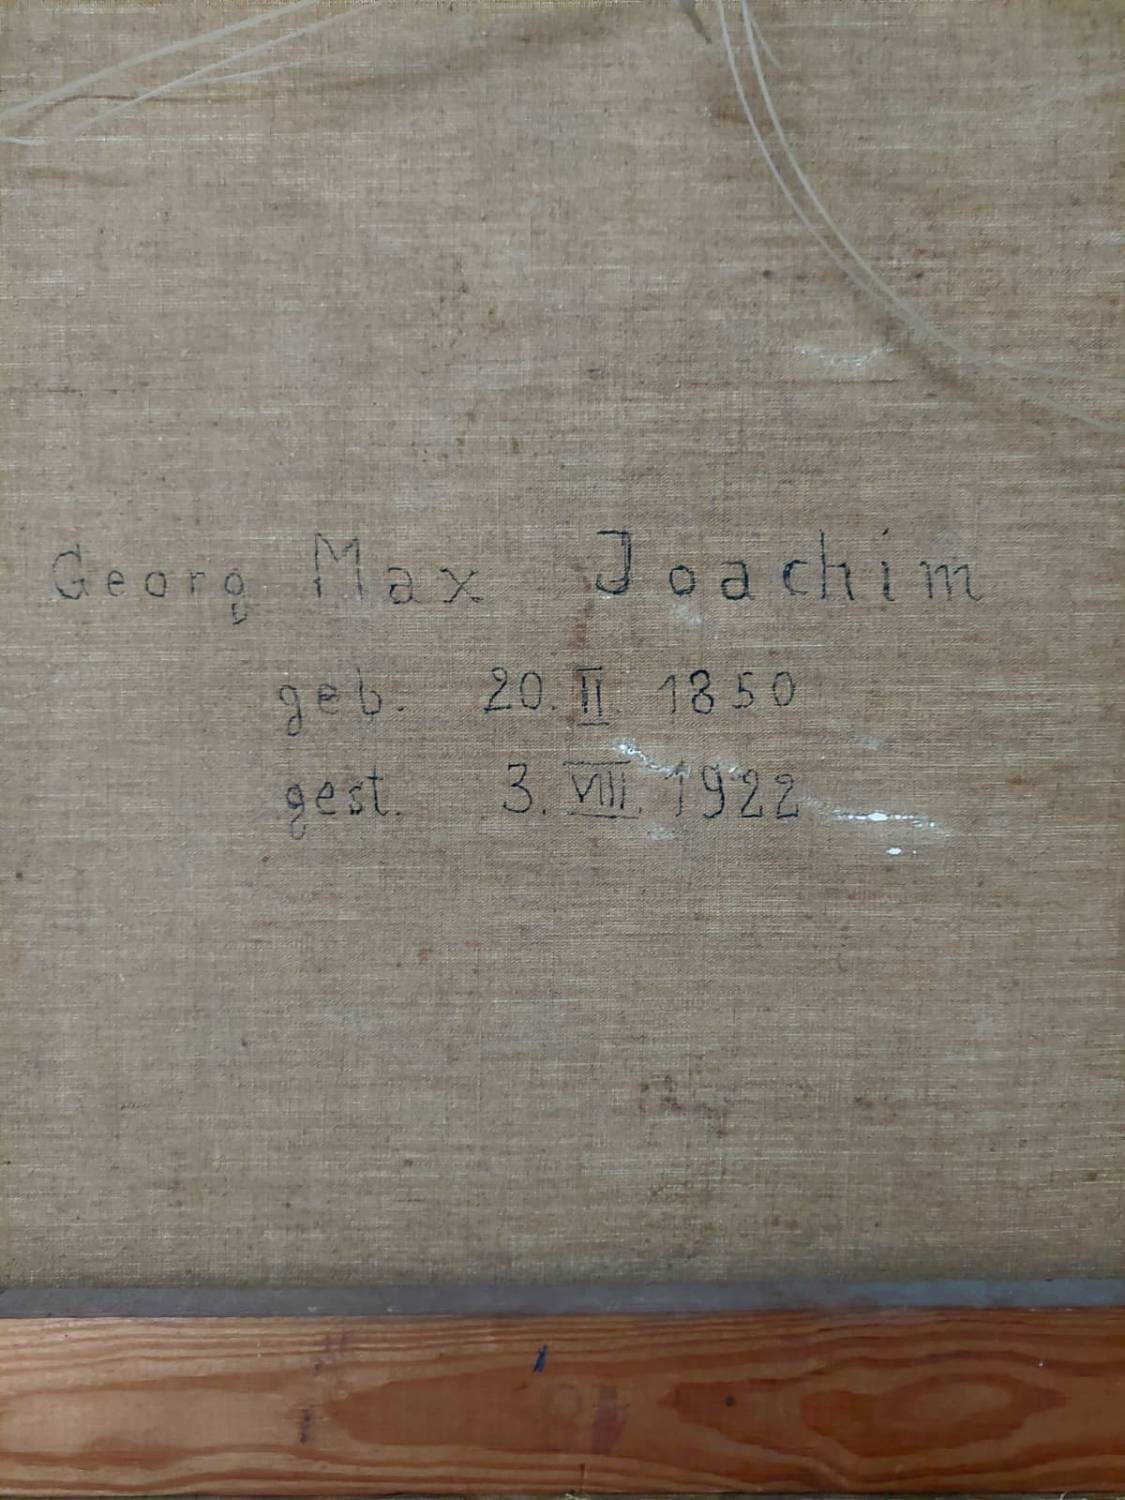 Georg Max Joachim
geb. 20. II 1850
gest. 3. VIII. 1922